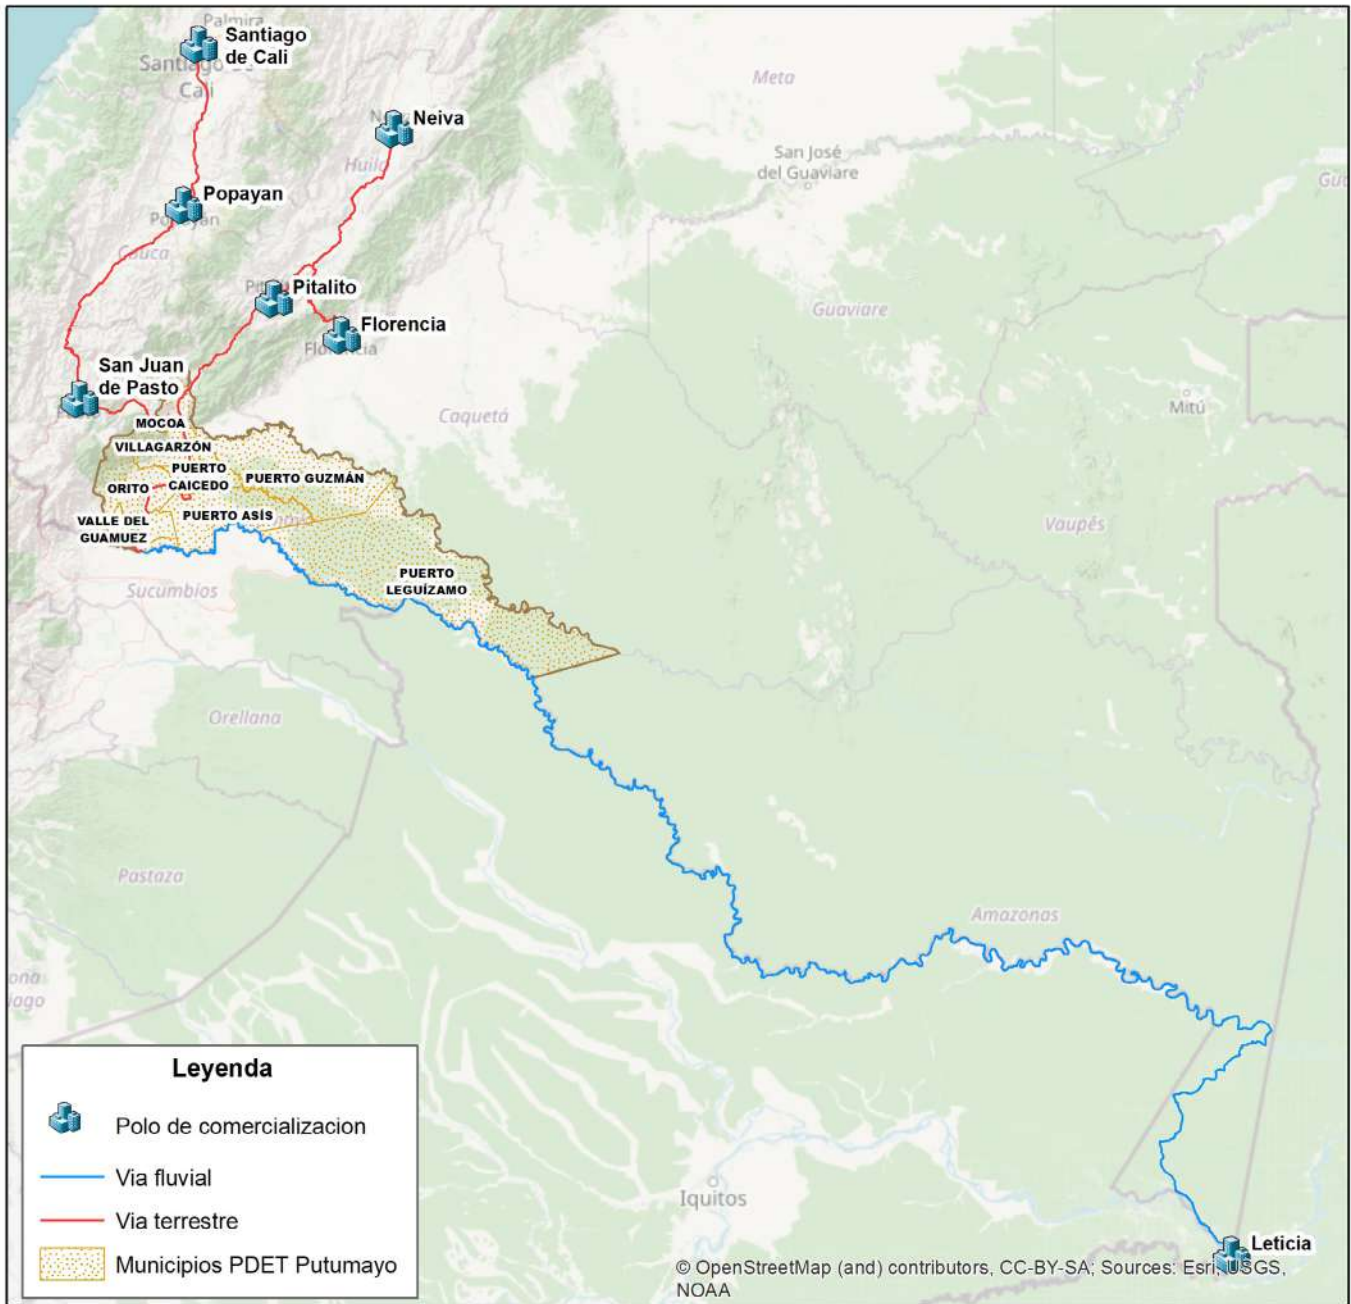 Palmira
Santiago
de Cali
Santiago de
Cali
Neiva
Meta
Huila
San José
del Guaviare
Popayan
Popayán
Cauca
Pitalito
Guaviare
Florencia
Florencia
San Juan
de Pasto
Mitú
Caquetá
MOCOA
VILLAGARZÓN
PUERTO
CAICEDO
PUERTO GUZMÁN
ORITO
PUERTO ASÍS
VALLE DEL
GUAMUEZ
Vaupés
PUERTO
LEGUÍZAMO
Sucumbios
Orellana
Pastaza
Amazonas
Leyenda
Polo de comercializacion
Via fluvial
Via terrestre
Municipios PDET Putumayo
Iquitos
Leticia
© OpenStreetMap (and) contributors, CC-BY-SA; Sources: Esri, USGS,
NOAA